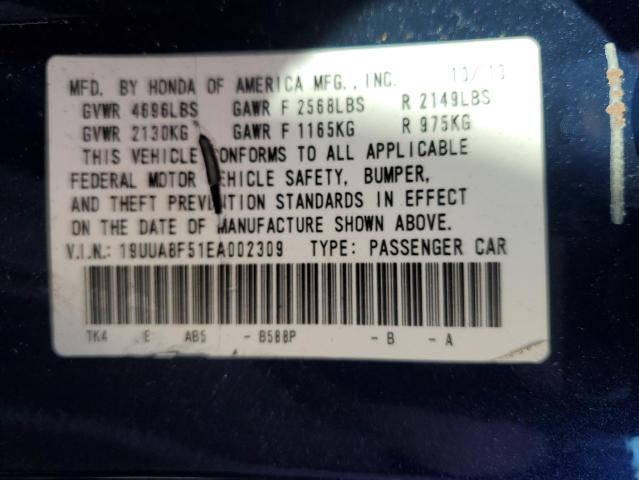 MFD. BY HONDA OF AMERICA MFG., INC. 10/13
GVWR 4696LBS GAWR F 2568LBS R 2149LBS
GVWR 2130KG GAWR F 1165KG R 975KG
THIS VEHICLE CONFORMS TO ALL APPLICABLE
FEDERAL MOTOR VEHICLE SAFETY, BUMPER,
AND THEFT PREVENTION STANDARDS IN EFFECT
ON THE DATE OF MANUFACTURE SHOWN ABOVE.
V.I.N.: 19UUA8F51EA002309 TYPE: PASSENGER CAR
TK4 E AB5 - B588P - B - A